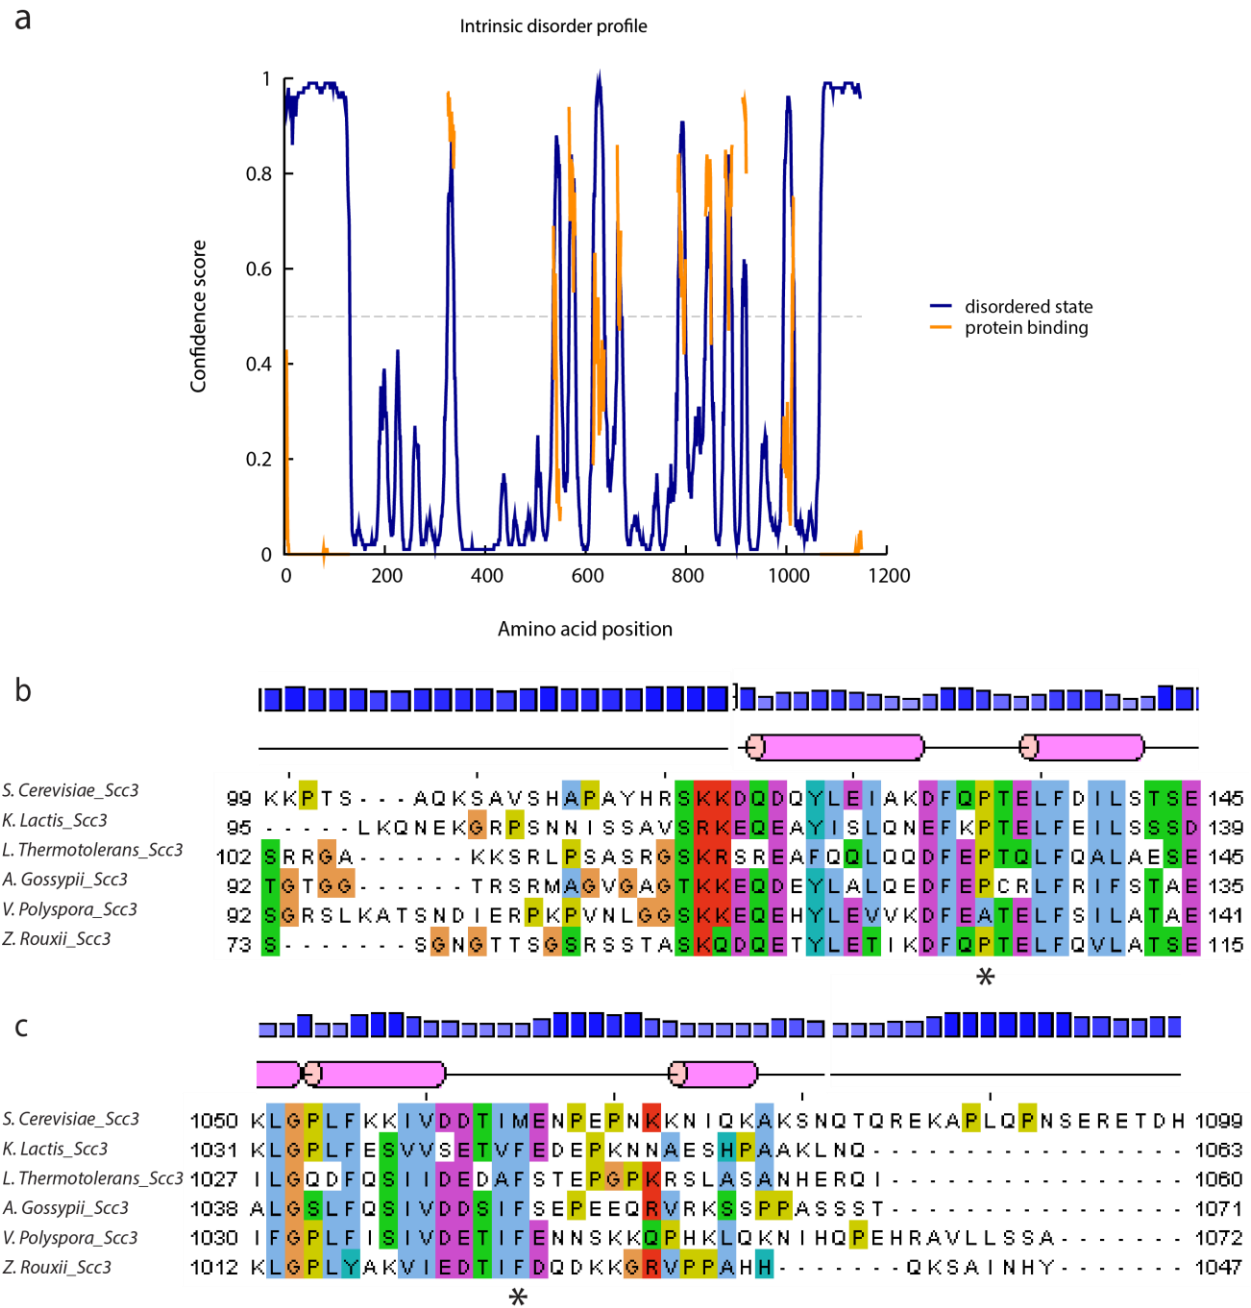 a
Intrinsic disorder profile
1
0.8
0.6
0.4
0.2
0
Confidence score
0 200 400 600 800 1000 1200
Amino acid position
disordered state
protein binding
b
S. Cerevisiae_Scc3 99 KKPTS---AQKSAVSHAPAYHRSKKDQDQYLEIAKDFQPTELFDILSTSE 145
K. Lactis_Scc3 95 -----LKQNEKGRPSNNISSAVSRKEQEAYISLQNEFKPTELFEILSSSD 139
L. Thermotolerans_Scc3 102 SRRGA------KKSRLPSASRGSKRSREAFQQLQQDFEPTQLFQALAESE 145
A. Gossypii_Scc3 92 TGTGG------TRSRMAGVGAGTKKEQDEYLALQEDFEPCRLFRIFSTAE 135
V. Polyspora_Scc3 92 SGRSLKATSNDIERPKPVNLGGSKKEQEHYLEVVKDFEATELFSILATAE 141
Z. Rouxii_Scc3 73 S-------SGNGTTSGSRSSTASKQDQETYLETIKDFQPTELFQVLATSE 115
*
c
S. Cerevisiae_Scc3 1050 KLGPLFKKIVDDTIMENPEPNKKNIQKAKSNQTQREKAPLQPNSERETDH 1099
K. Lactis_Scc3 1031 KLGPLFESVVSETVFEDEPKNNAESHPAAKLNQ----------------- 1063
L. Thermotolerans_Scc3 1027 ILGQDFQSIIDEDAFSTEPGPKRSLASANHERQI---------------- 1060
A. Gossypii_Scc3 1038 ALGSLFQSIVDDSIFSEPEEQRVRKSSPPASSST---------------- 1071
V. Polyspora_Scc3 1030 IFGPLFISIVDETIFENNSKKQPHKLQKNIHQPEHRAVLLSSA------- 1072
Z. Rouxii_Scc3 1012 KLGPLYAKVIEDTIFDQDKKGRVPPAHH-------QKSAINHY------- 1047
*